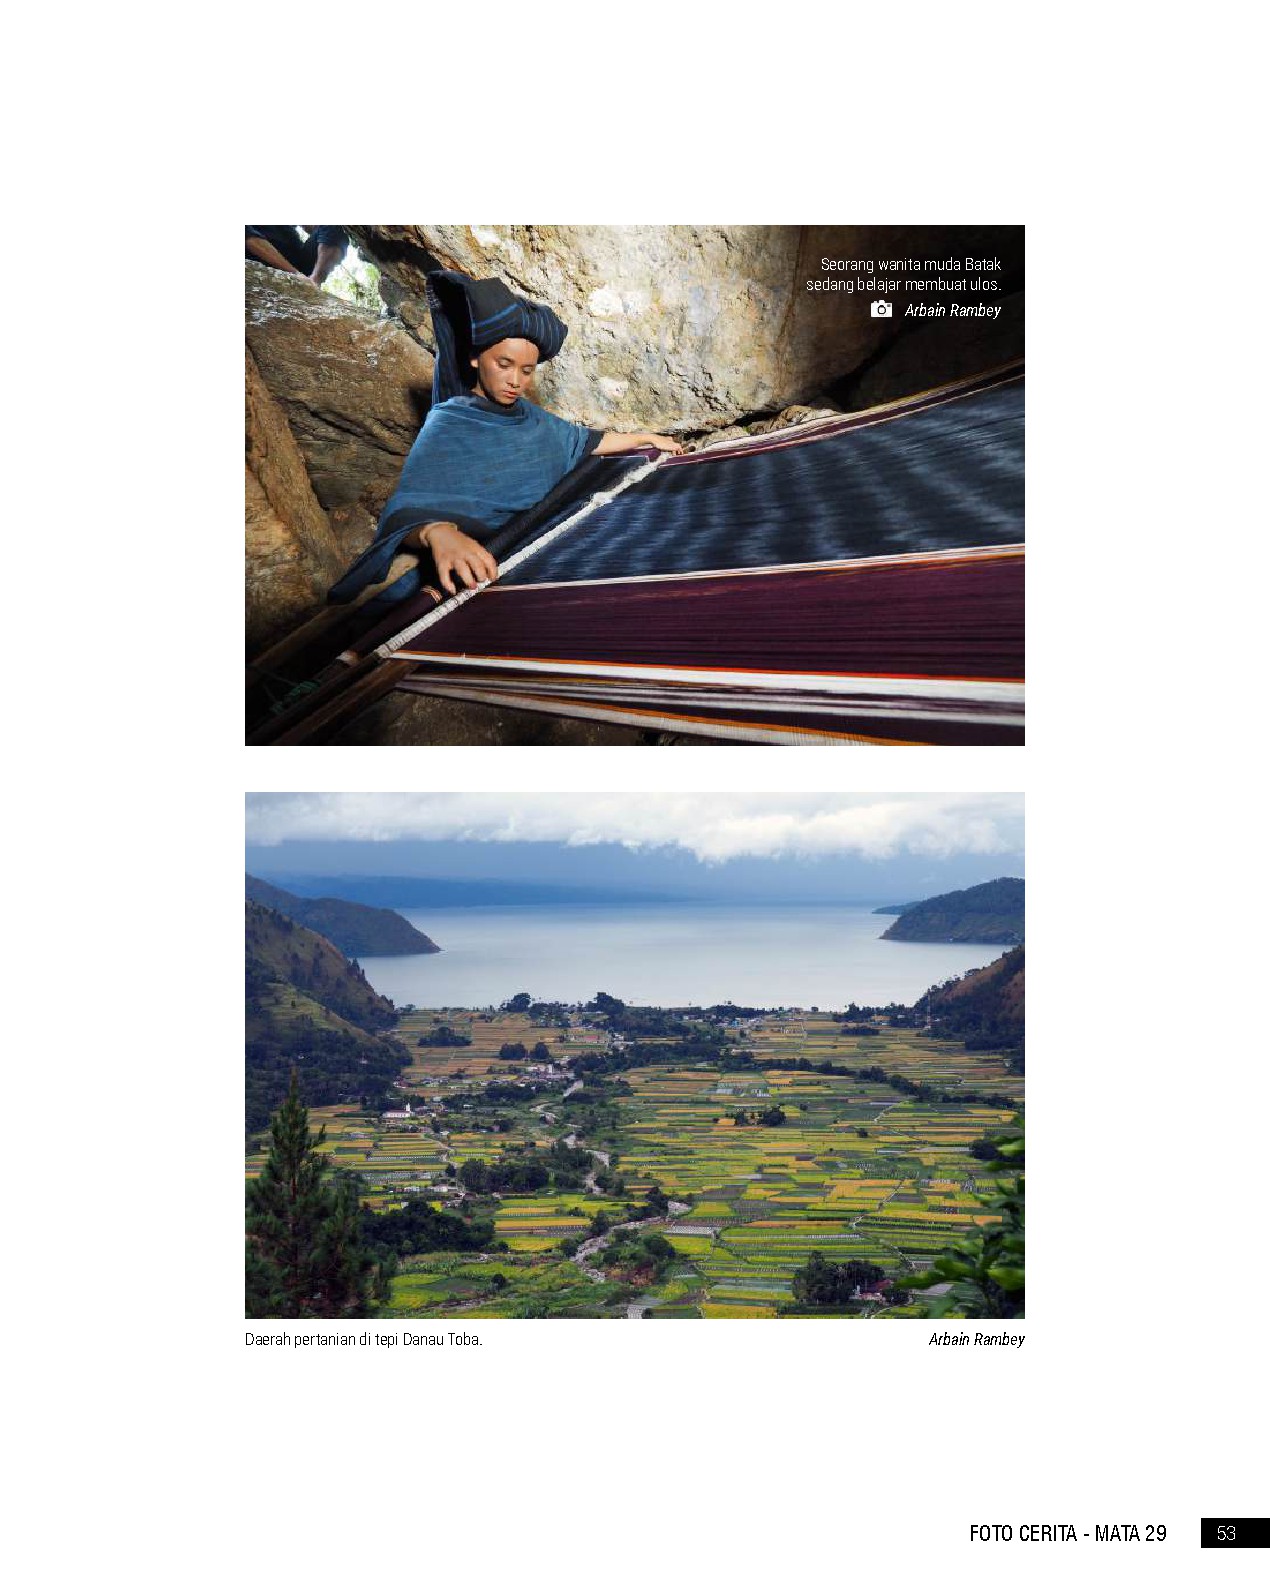 Seorang wanita muda Batak
sedang belajar membuat ulos.
Arbain Rambey
Daerah pertanian di tepi Danau Toba.
Arbain Rambey
FOTO CERITA - MATA 29
53